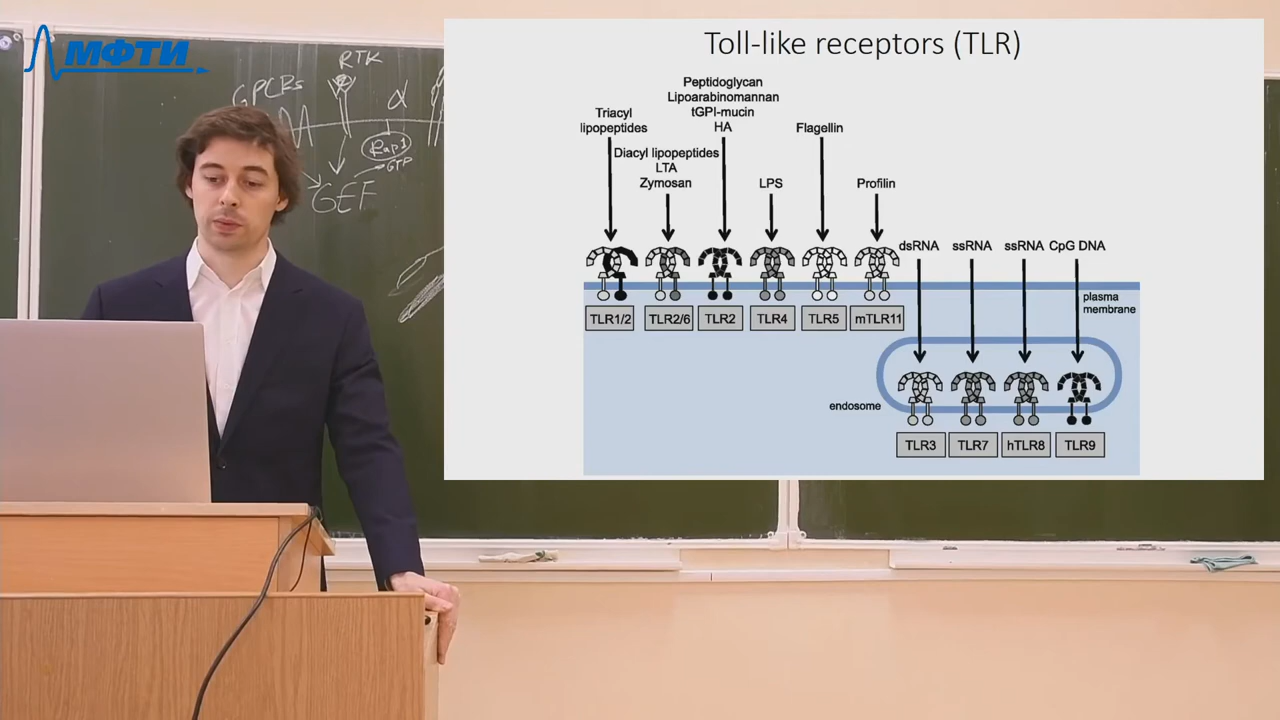 МФТИ
GPCRs
RTK
α
Rap1
GTP
GEF
Toll-like receptors (TLR)
Triacyl
lipopeptides
Diacyl lipopeptides
LTA
Zymosan
Peptidoglycan
Lipoarabinomannan
tGPI-mucin
HA
LPS
Flagellin
Profilin
dsRNA
ssRNA
ssRNA
CpG DNA
plasma
membrane
TLR1/2
TLR2/6
TLR2
TLR4
TLR5
mTLR11
endosome
TLR3
TLR7
hTLR8
TLR9